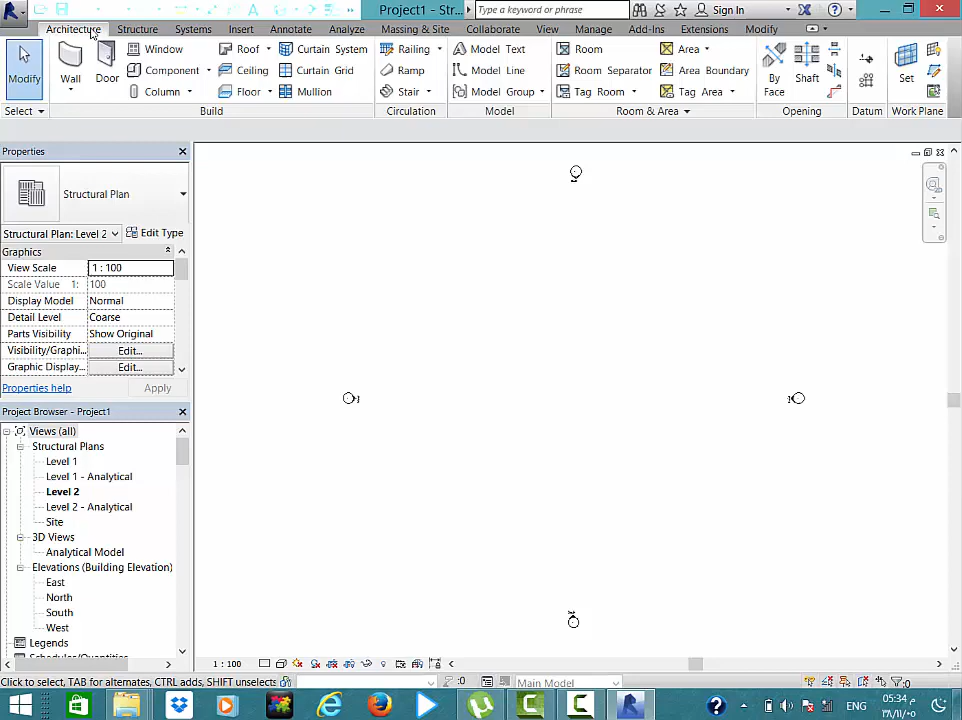 Project1 - Str...
Type a keyword or phrase
Sign In
Architecture
Structure
Systems
Insert
Annotate
Analyze
Massing & Site
Collaborate
View
Manage
Add-Ins
Extensions
Modify
Modify
Wall
Door
Window
Component
Column
Roof
Ceiling
Floor
Curtain System
Curtain Grid
Mullion
Railing
Ramp
Stair
Model Text
Model Line
Model Group
Room
Room Separator
Tag Room
Area
Area Boundary
Tag Area
By
Face
Shaft
Set
Select
Build
Circulation
Model
Room & Area
Opening
Datum
Work Plane
Properties
Structural Plan
Structural Plan: Level 2
Edit Type
Graphics
View Scale
1 : 100
Scale Value 1:
100
Display Model
Normal
Detail Level
Coarse
Parts Visibility
Show Original
Visibility/Graphi...
Edit...
Graphic Display...
Edit...
Properties help
Apply
Project Browser - Project1
Views (all)
Structural Plans
Level 1
Level 1 - Analytical
Level 2
Level 2 - Analytical
Site
3D Views
Analytical Model
Elevations (Building Elevation)
East
North
South
West
Legends
Schedules/Quantities
1 : 100
Click to select, TAB for alternates, CTRL adds, SHIFT unselects
:0
Main Model
:0
ENG
05:34 م